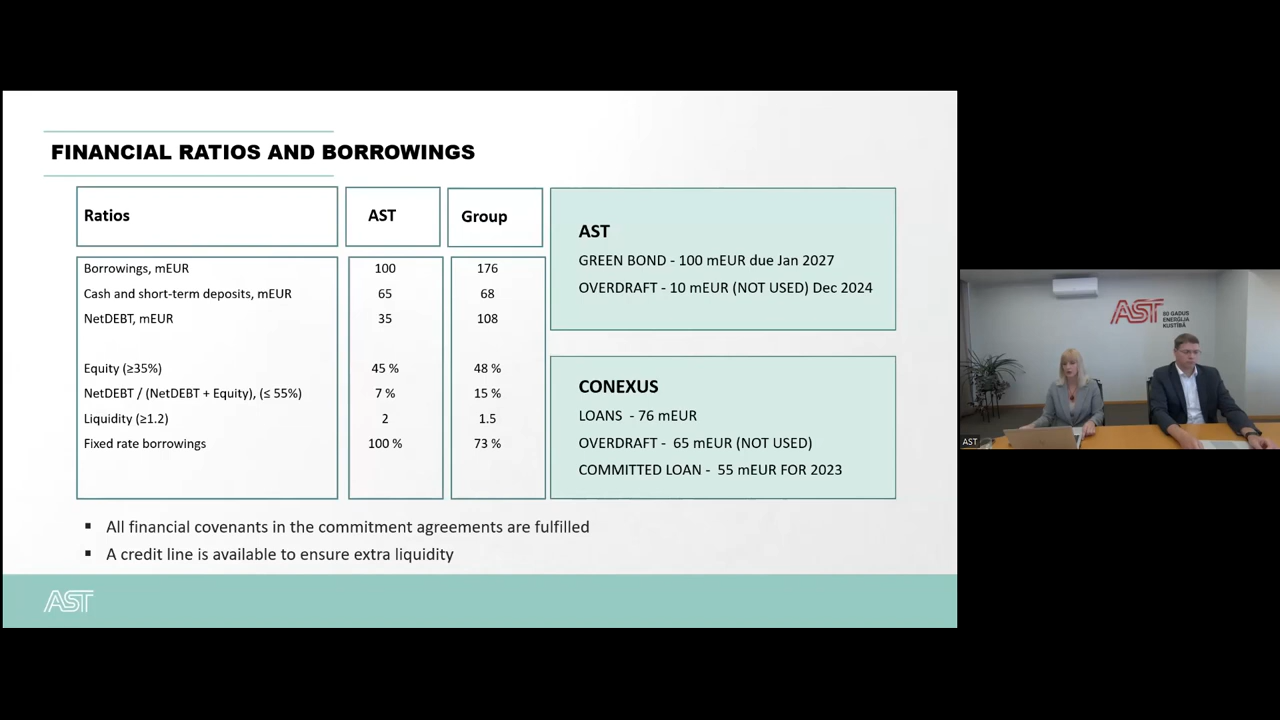 FINANCIAL RATIOS AND BORROWINGS
Ratios AST Group
Borrowings, mEUR 100 176
Cash and short-term deposits, mEUR 65 68
NetDEBT, mEUR 35 108
Equity (≥35%) 45 % 48 %
NetDEBT / (NetDEBT + Equity), (≤ 55%) 7 % 15 %
Liquidity (≥1.2) 2 1.5
Fixed rate borrowings 100 % 73 %
AST
GREEN BOND - 100 mEUR due Jan 2027
OVERDRAFT - 10 mEUR (NOT USED) Dec 2024
CONEXUS
LOANS - 76 mEUR
OVERDRAFT - 65 mEUR (NOT USED)
COMMITTED LOAN - 55 mEUR FOR 2023
▪ All financial covenants in the commitment agreements are fulfilled
▪ A credit line is available to ensure extra liquidity
AST
AST
GADUS
ENERĢIJA
KUSTĪBĀ
AST